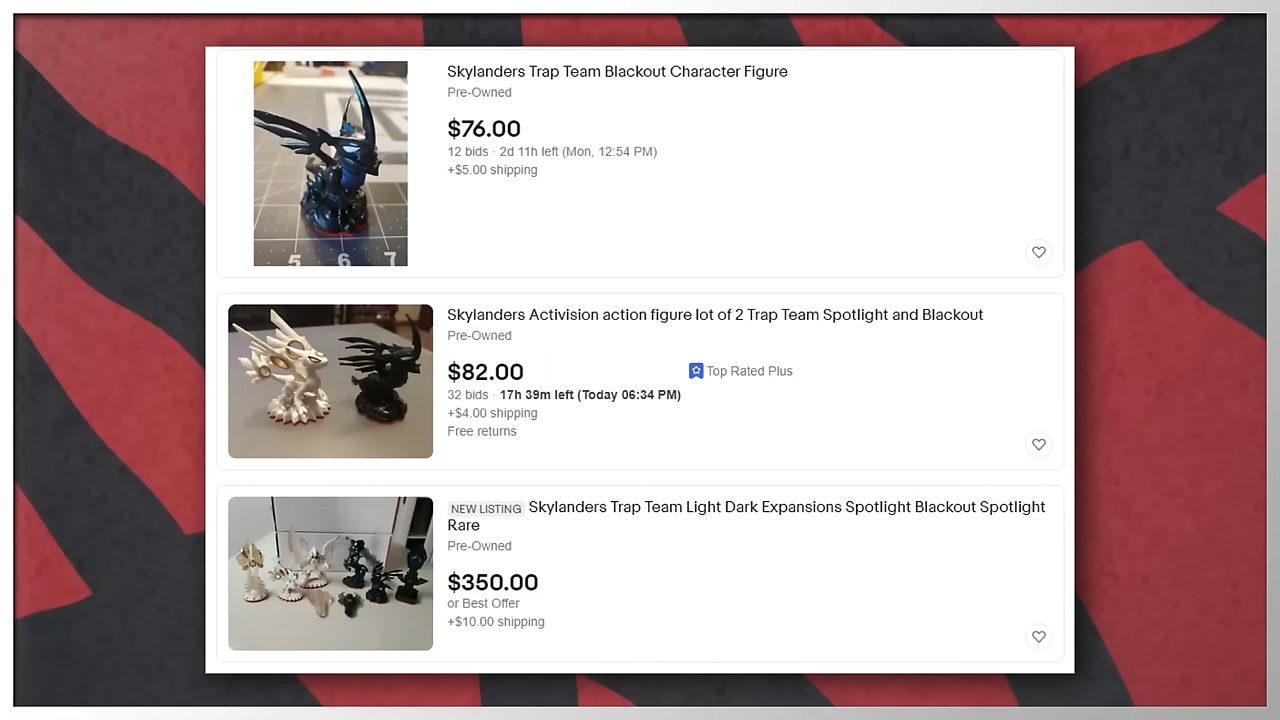 Skylanders Trap Team Blackout Character Figure
Pre-Owned
$76.00
12 bids · 2d 11h left (Mon, 12:54 PM)
+$5.00 shipping
5 6 7
Skylanders Activision action figure lot of 2 Trap Team Spotlight and Blackout
Pre-Owned
$82.00
Top Rated Plus
32 bids · 17h 39m left (Today 06:34 PM)
+$4.00 shipping
Free returns
NEW LISTING Skylanders Trap Team Light Dark Expansions Spotlight Blackout Spotlight
Rare
Pre-Owned
$350.00
or Best Offer
+$10.00 shipping